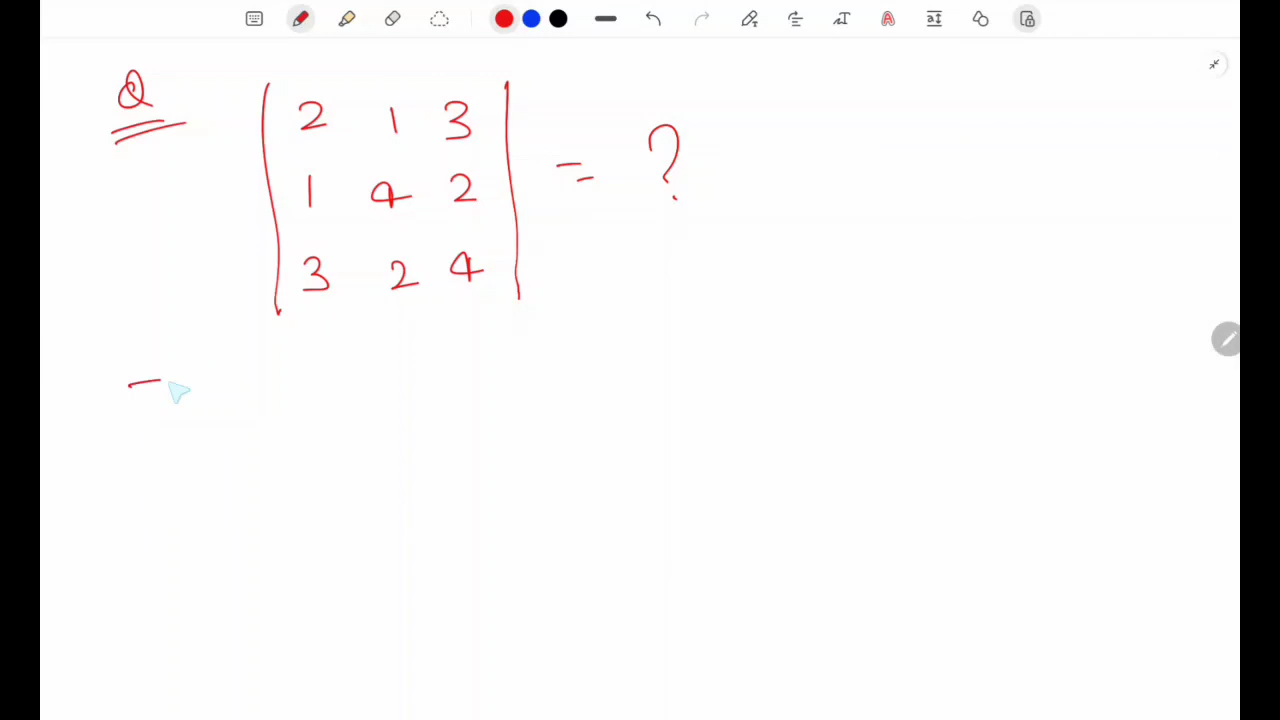 Q
| 2 1 3 |
| 1 4 2 | = ?
| 3 2 4 |
—